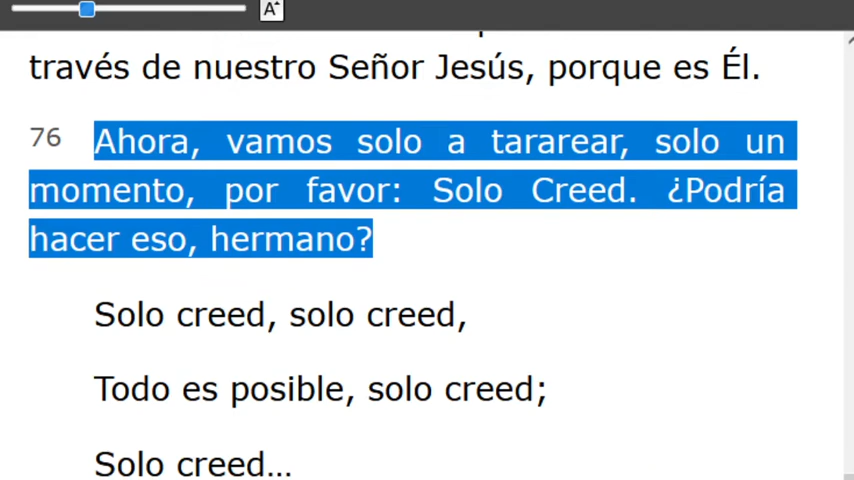 través de nuestro Señor Jesús, porque es Él.
76 Ahora, vamos solo a tararear, solo un
momento, por favor: Solo Creed. ¿Podría
hacer eso, hermano?
Solo creed, solo creed,
Todo es posible, solo creed;
Solo creed…